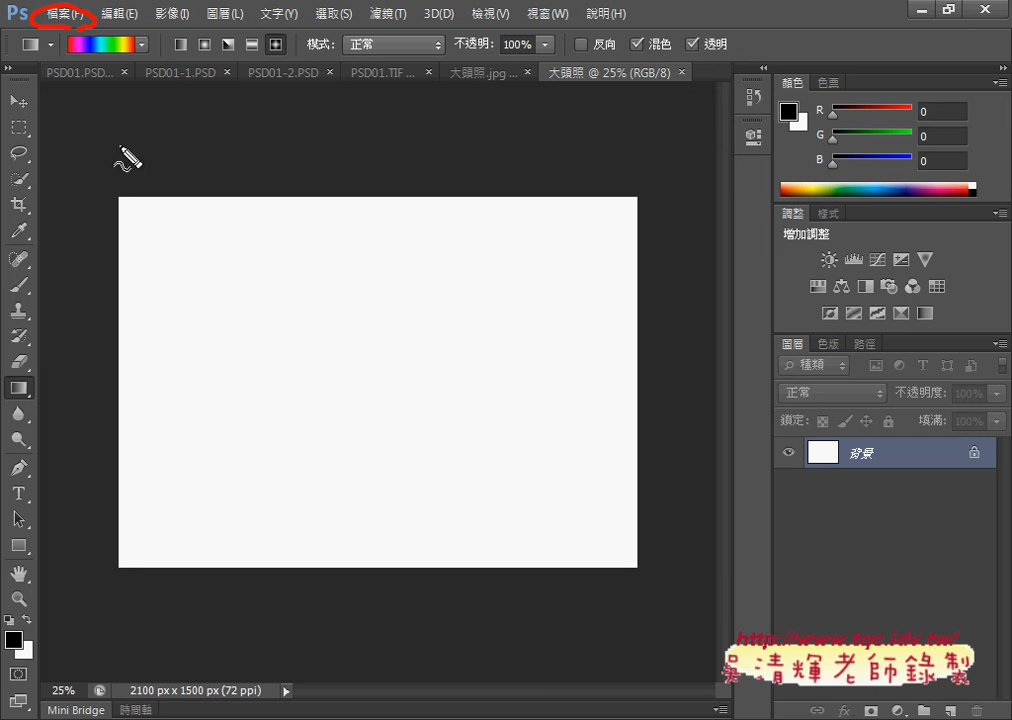 Ps 檔案(F) 編輯(E) 影像(I) 圖層(L) 文字(Y) 選取(S) 濾鏡(T) 3D(D) 檢視(V) 視窗(W) 說明(H)
模式: 正常 不透明: 100% 反向 混色 透明
PSD01.PSD... × PSD01-1.PSD × PSD01-2.PSD × PSD01.TIF ... × 大頭照.jpg ... × 大頭照 @ 25% (RGB/8) ×
顏色 色票
R 0
G 0
B 0
調整 樣式
增加調整
圖層 色版 路徑
種類
正常 不透明度: 100%
鎖定: 填滿: 100%
背景
http://www.tqc.idv.tw/
吳清輝老師錄製
25% 2100 px x 1500 px (72 ppi)
Mini Bridge 時間軸